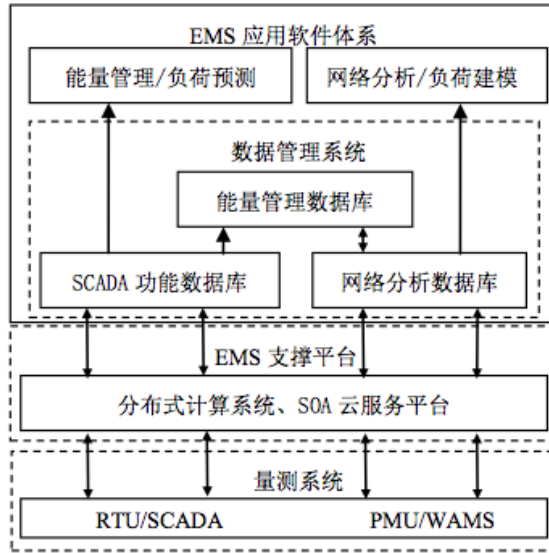 EMS 应用软件体系
能量管理/负荷预测
网络分析/负荷建模
数据管理系统
能量管理数据库
SCADA 功能数据库
网络分析数据库
EMS 支撑平台
分布式计算系统、SOA 云服务平台
量测系统
RTU/SCADA
PMU/WAMS